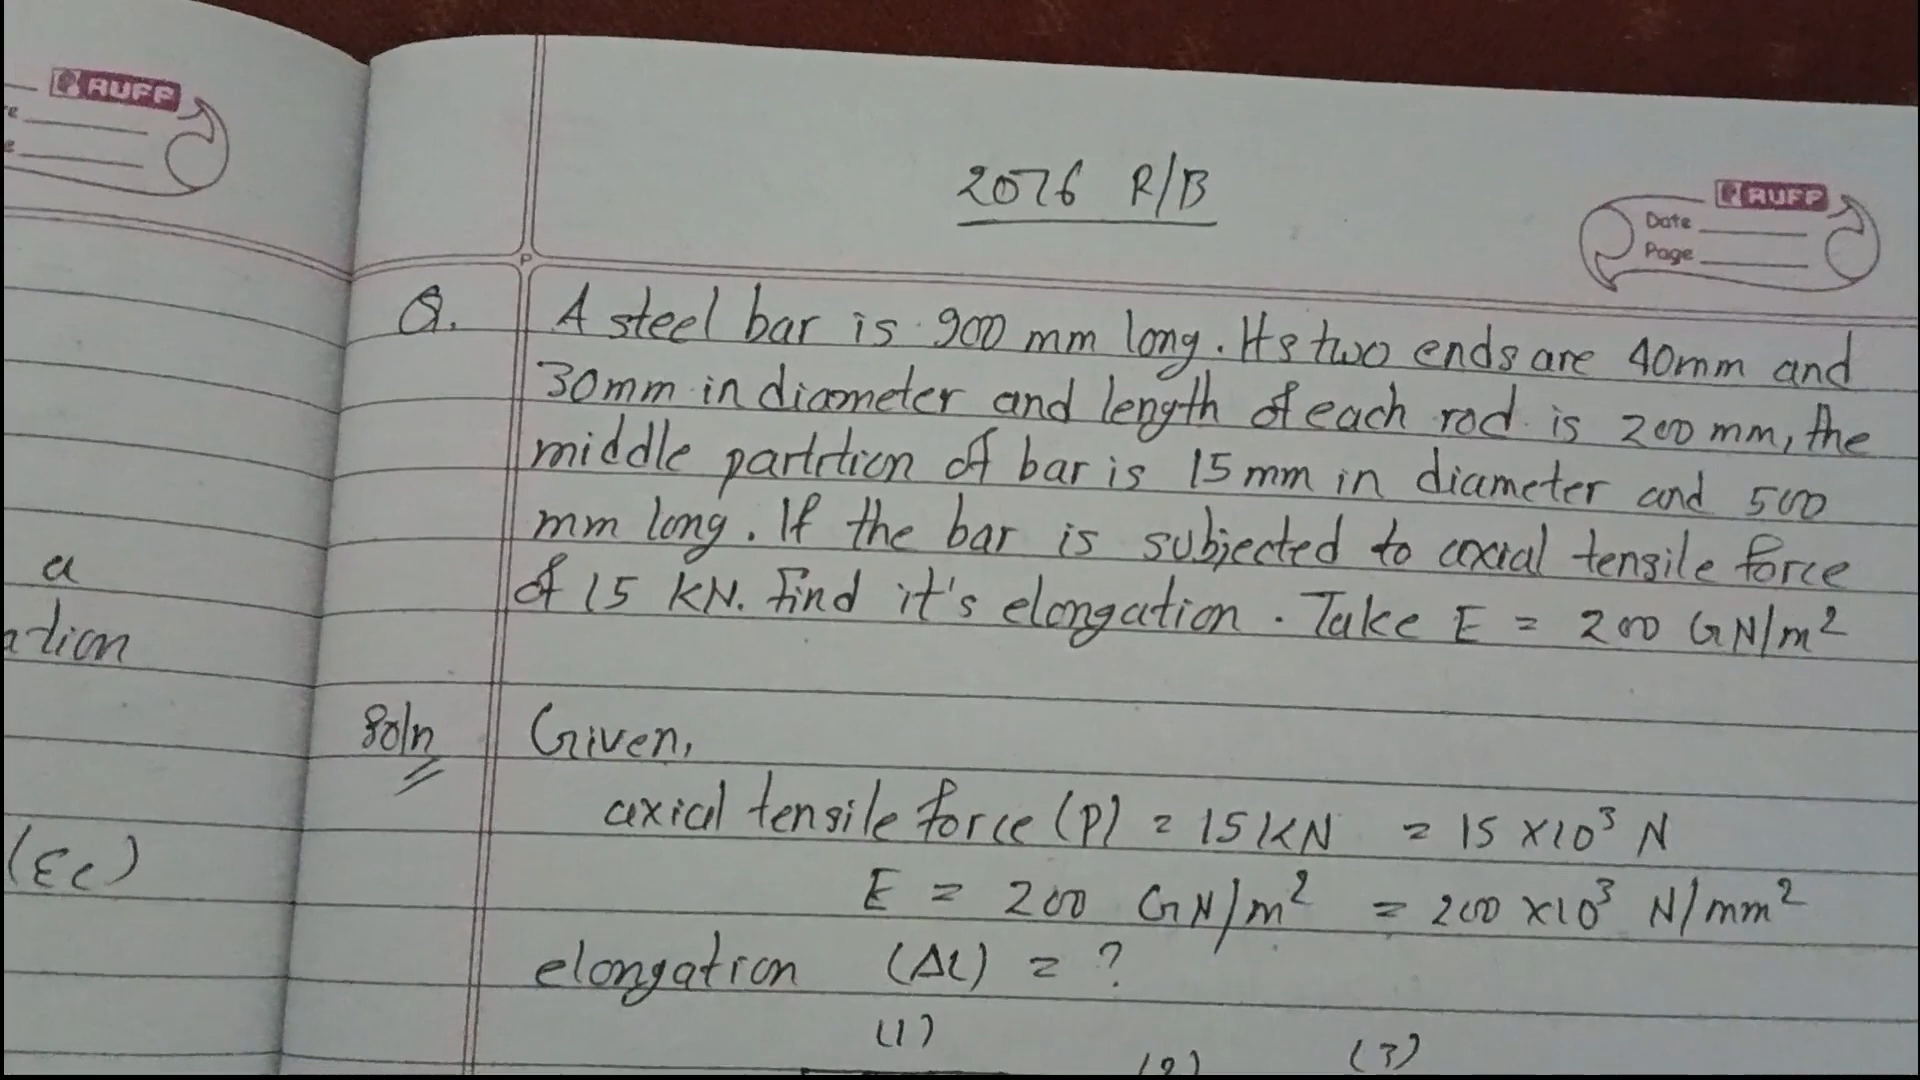 RUFF
a
ation
(Ec)
2076 R/B
RUFF
Date
Page
Q. A steel bar is 900 mm long. Its two ends are 40mm and
30mm in diameter and length of each rod is 200 mm, the
middle partition of bar is 15 mm in diameter and 500
mm long. If the bar is subjected to axial tensile force
of 15 KN. Find it's elongation. Take E = 200 GN/m²
Soln Given,
axial tensile force (P) = 15 KN = 15 ×10³ N
E = 200 GN/m² = 200 ×10³ N/mm²
elongation (Δl) = ?
(1)
(2)
(3)